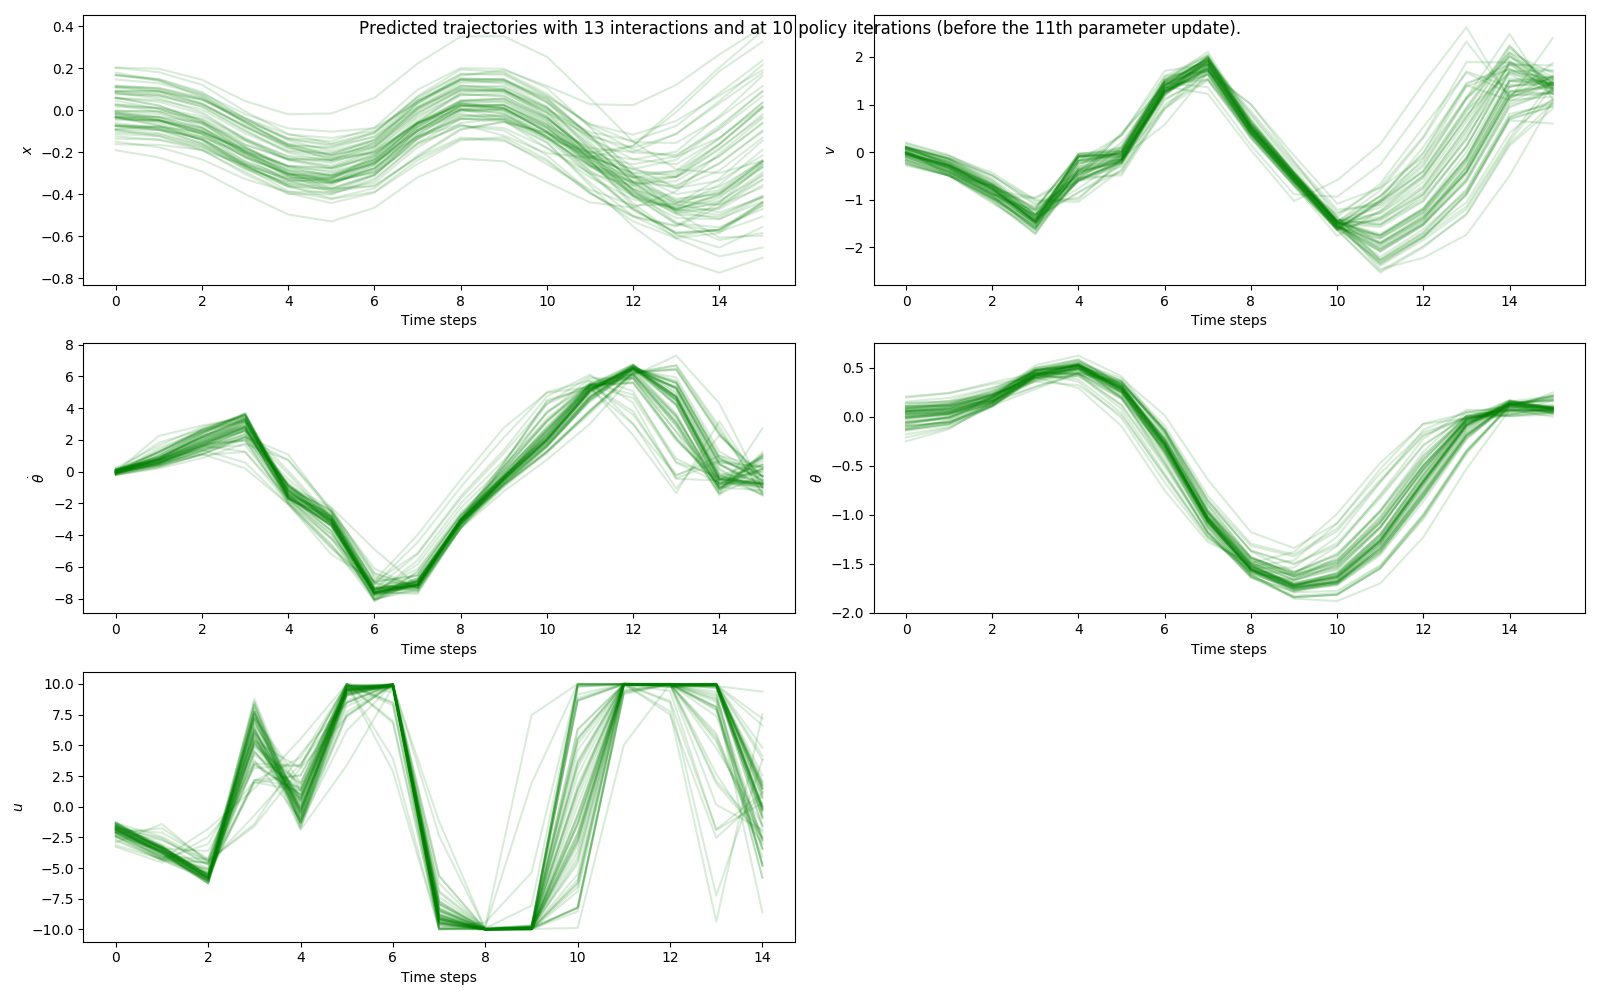 Predicted trajectories with 13 interactions and at 10 policy iterations (before the 11th parameter update).
0.4
0.2
0.0
−0.2
−0.4
−0.6
−0.8
x
0 2 4 6 8 10 12 14
Time steps
2
1
0
−1
−2
v
0 2 4 6 8 10 12 14
Time steps
8
6
4
2
0
−2
−4
−6
−8
θ̇
0 2 4 6 8 10 12 14
Time steps
0.5
0.0
−0.5
−1.0
−1.5
−2.0
θ
0 2 4 6 8 10 12 14
Time steps
10.0
7.5
5.0
2.5
0.0
−2.5
−5.0
−7.5
−10.0
u
0 2 4 6 8 10 12 14
Time steps